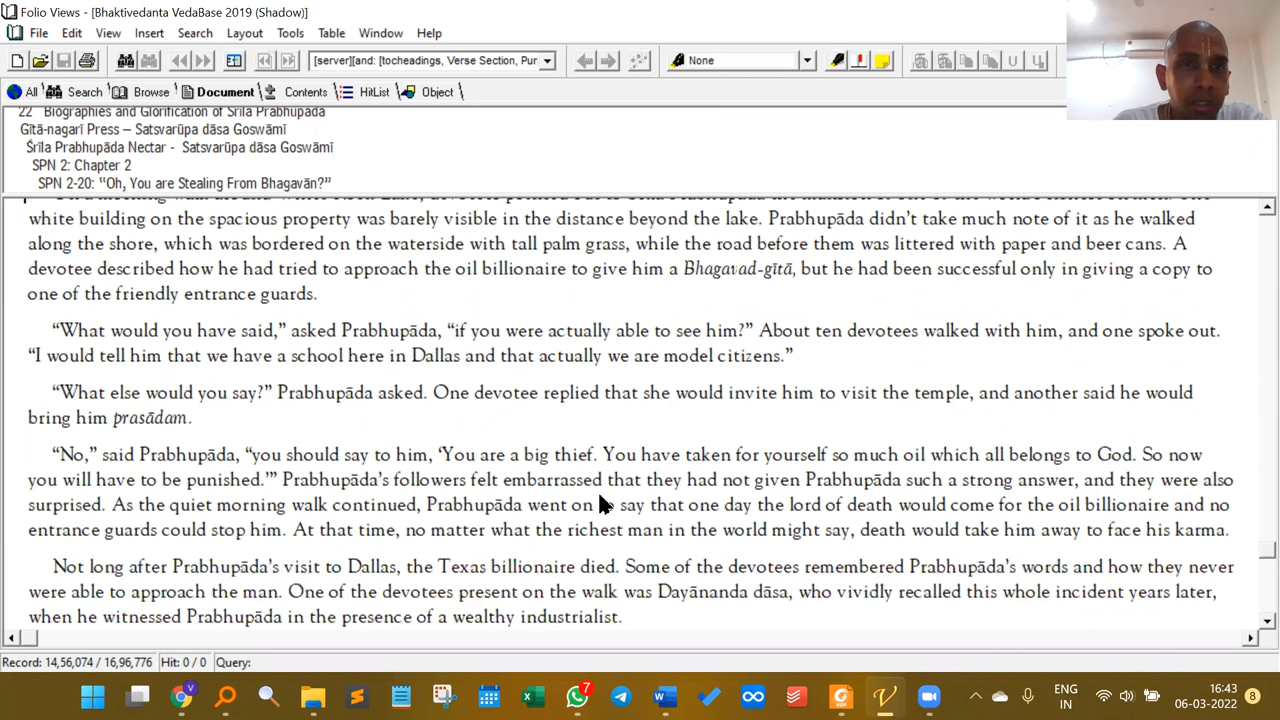 Folio Views - [Bhaktivedanta VedaBase 2019 (Shadow)]
File Edit View Insert Search Layout Tools Table Window Help
[server][and: [tocheadings, Verse Section, Pur
None
All Search Browse Document Contents HitList Object
22 Biographies and Glorification of Śrīla Prabhupāda
Gītā-nagarī Press – Satsvarūpa dāsa Goswāmī
Śrīla Prabhupāda Nectar - Satsvarūpa dāsa Goswāmī
SPN 2: Chapter 2
SPN 2-20: “Oh, You are Stealing From Bhagavān?”
white building on the spacious property was barely visible in the distance beyond the lake. Prabhupāda didn’t take much note of it as he walked
along the shore, which was bordered on the waterside with tall palm grass, while the road before them was littered with paper and beer cans. A
devotee described how he had tried to approach the oil billionaire to give him a Bhagavad-gītā, but he had been successful only in giving a copy to
one of the friendly entrance guards.
“What would you have said,” asked Prabhupāda, “if you were actually able to see him?” About ten devotees walked with him, and one spoke out.
“I would tell him that we have a school here in Dallas and that actually we are model citizens.”
“What else would you say?” Prabhupāda asked. One devotee replied that she would invite him to visit the temple, and another said he would
bring him prasādam.
“No,” said Prabhupāda, “you should say to him, ‘You are a big thief. You have taken for yourself so much oil which all belongs to God. So now
you will have to be punished.’” Prabhupāda’s followers felt embarrassed that they had not given Prabhupāda such a strong answer, and they were also
surprised. As the quiet morning walk continued, Prabhupāda went on say that one day the lord of death would come for the oil billionaire and no
entrance guards could stop him. At that time, no matter what the richest man in the world might say, death would take him away to face his karma.
Not long after Prabhupāda’s visit to Dallas, the Texas billionaire died. Some of the devotees remembered Prabhupāda’s words and how they never
were able to approach the man. One of the devotees present on the walk was Dayānanda dāsa, who vividly recalled this whole incident years later,
when he witnessed Prabhupāda in the presence of a wealthy industrialist.
Record: 14,56,074 / 16,96,776 Hit: 0 / 0 Query:
7
ENG
IN
16:43
06-03-2022
8